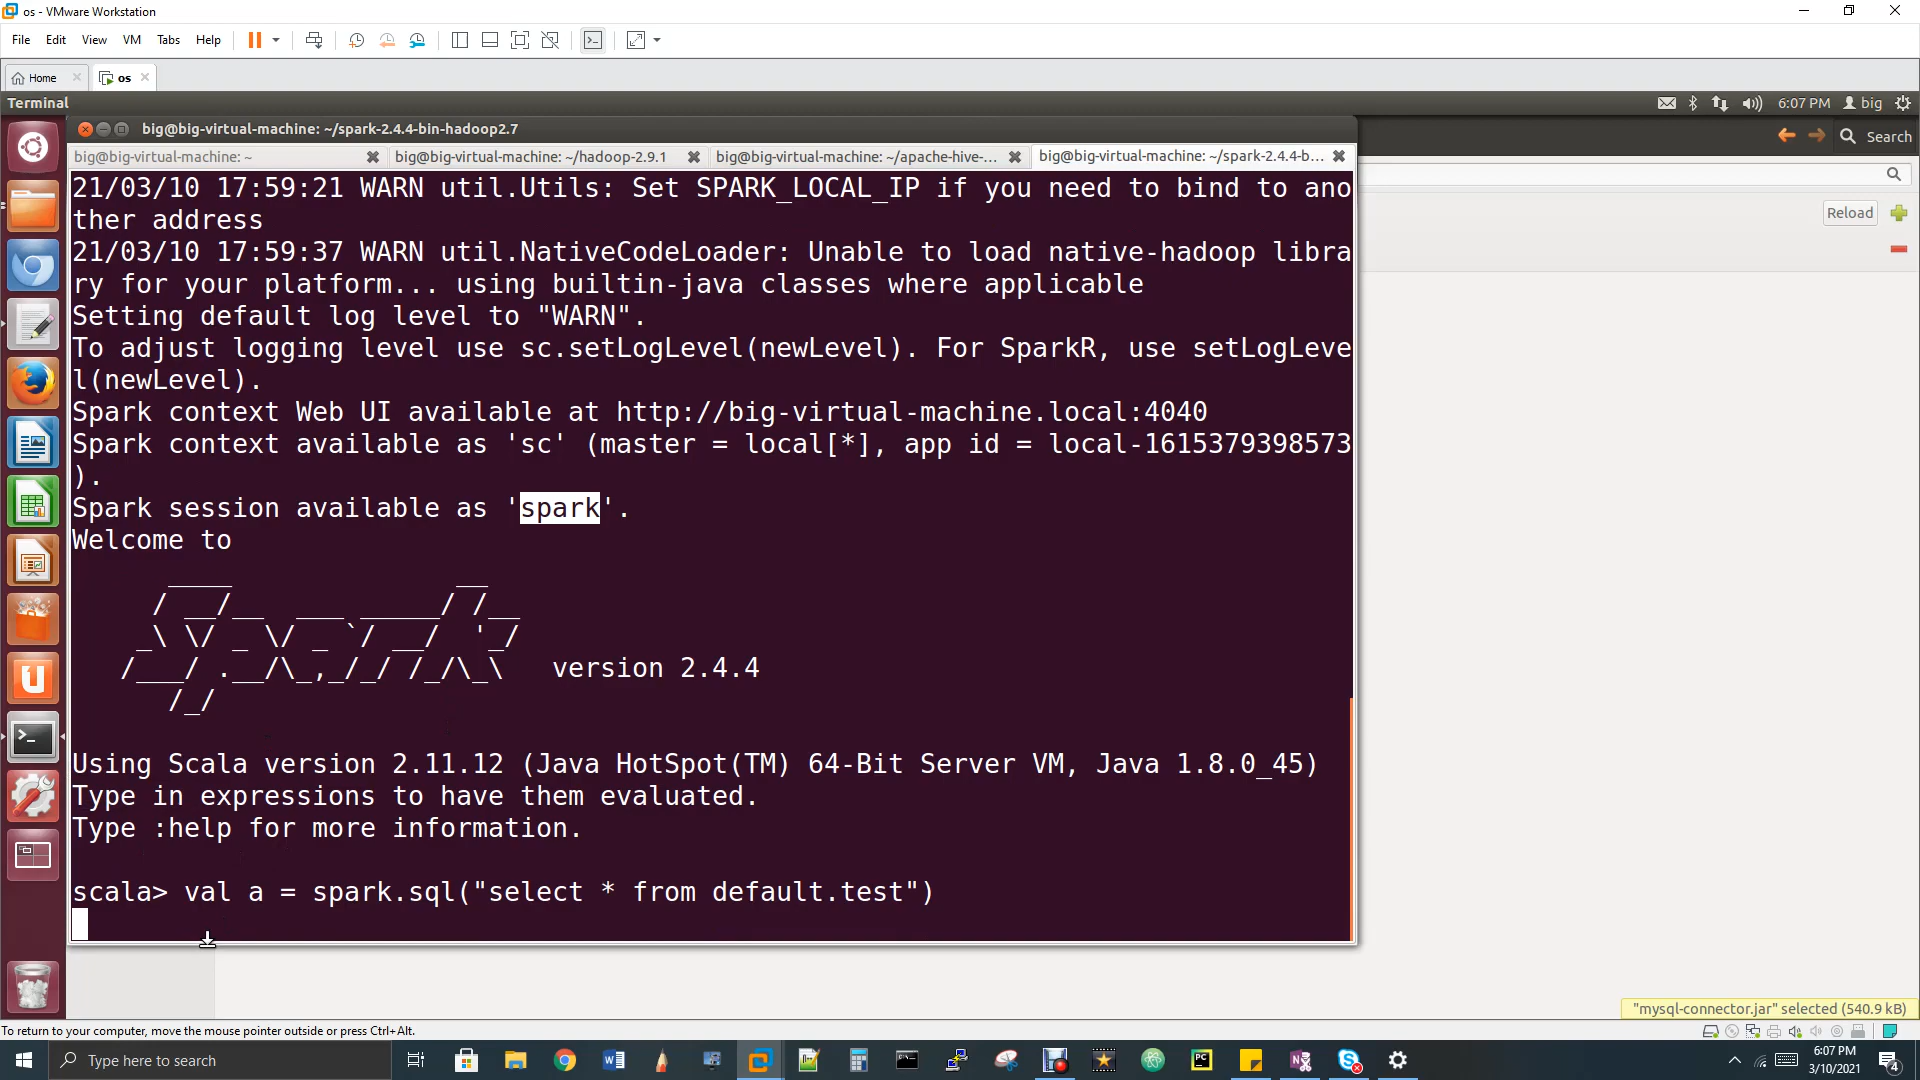 os - VMware Workstation
File Edit View VM Tabs Help
Home os
Terminal 6:07 PM big
big@big-virtual-machine: ~/spark-2.4.4-bin-hadoop2.7
Search
big@big-virtual-machine: ~ big@big-virtual-machine: ~/hadoop-2.9.1 big@big-virtual-machine: ~/apache-hive-... big@big-virtual-machine: ~/spark-2.4.4-b...
21/03/10 17:59:21 WARN util.Utils: Set SPARK_LOCAL_IP if you need to bind to ano
ther address
Reload
21/03/10 17:59:37 WARN util.NativeCodeLoader: Unable to load native-hadoop libra
ry for your platform... using builtin-java classes where applicable
Setting default log level to "WARN".
To adjust logging level use sc.setLogLevel(newLevel). For SparkR, use setLogLeve
l(newLevel).
Spark context Web UI available at http://big-virtual-machine.local:4040
Spark context available as 'sc' (master = local[*], app id = local-1615379398573
).
Spark session available as 'spark'.
Welcome to
Spark version 2.4.4
Using Scala version 2.11.12 (Java HotSpot(TM) 64-Bit Server VM, Java 1.8.0_45)
Type in expressions to have them evaluated.
Type :help for more information.
scala> val a = spark.sql("select * from default.test")
"mysql-connector.jar" selected (540.9 kB)
To return to your computer, move the mouse pointer outside or press Ctrl+Alt.
Type here to search
6:07 PM
3/10/2021
4